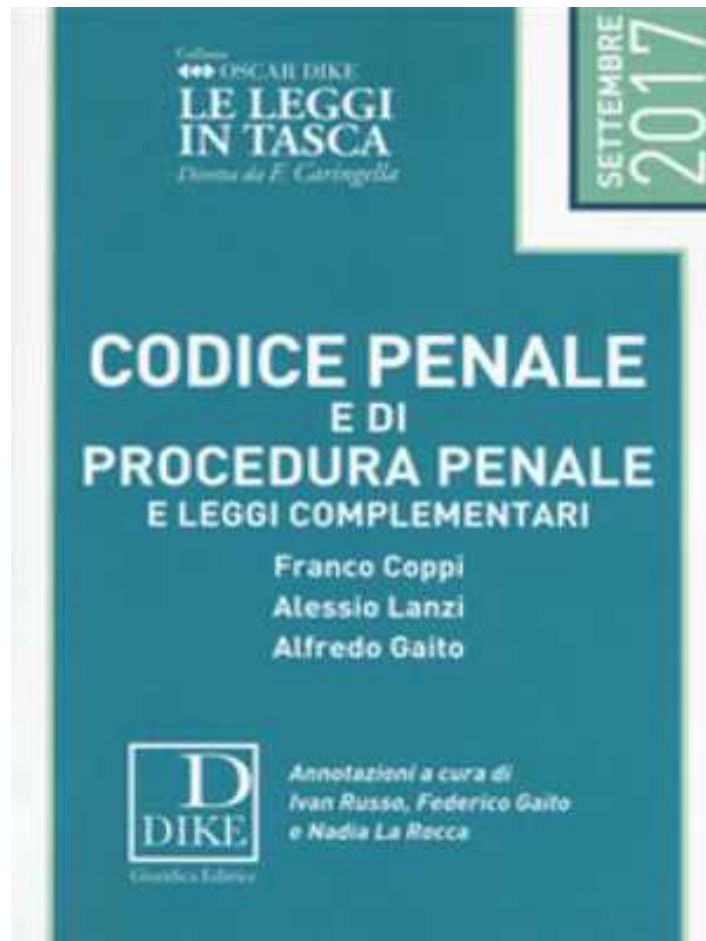 Collana
OSCAR DIKE
LE LEGGI
IN TASCA
Diretta da F. Caringella
SETTEMBRE
2017
CODICE PENALE
E DI
PROCEDURA PENALE
E LEGGI COMPLEMENTARI
Franco Coppi
Alessio Lanzi
Alfredo Gaito
D
DIKE
Giuridica Editrice
Annotazioni a cura di
Ivan Russo, Federico Gaito
e Nadia La Rocca